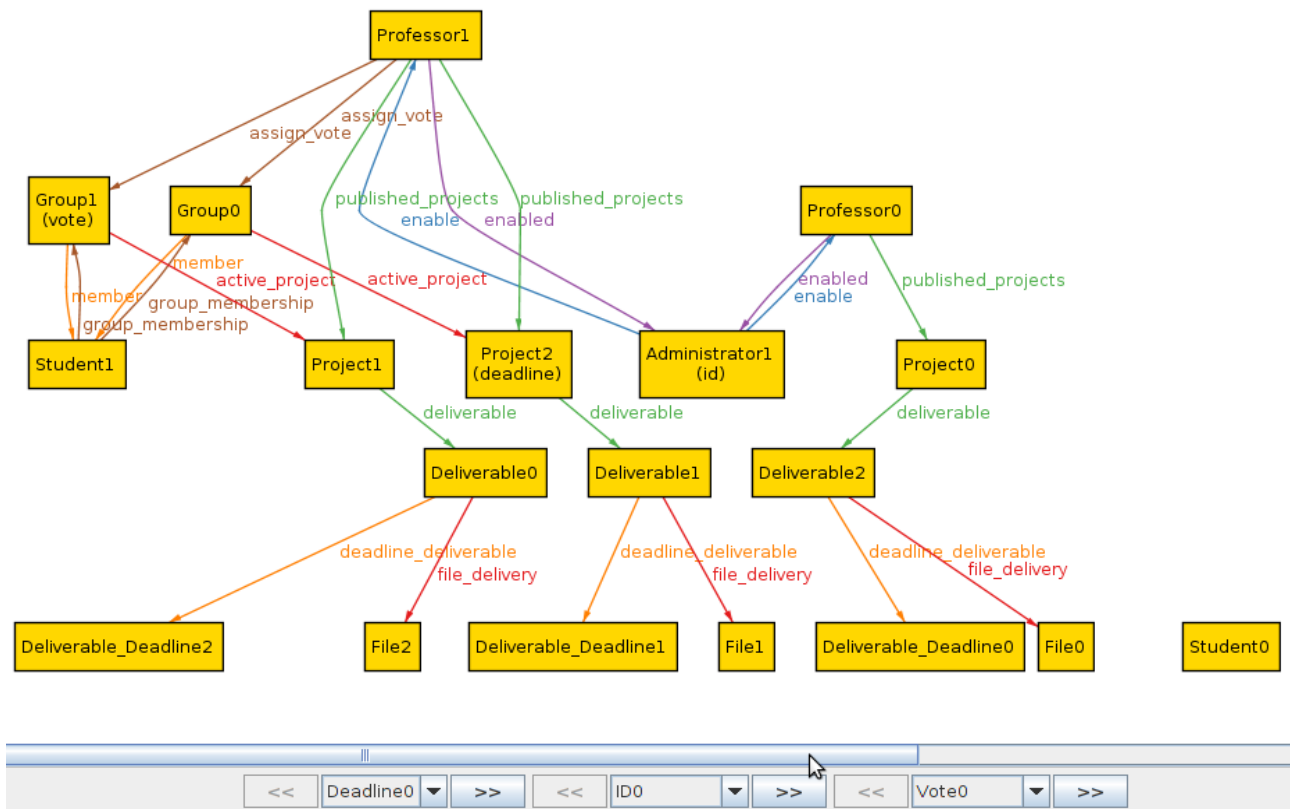 Professor1
assign_vote
assign_vote
Group1
(vote)
Group0
published_projects
published_projects
Professor0
enable
enabled
member
active_project
active_project
enabled
published_projects
member
group_membership
enable
group_membership
Student1
Project1
Project2
(deadline)
Administrator1
(id)
Project0
deliverable
deliverable
deliverable
Deliverable0
Deliverable1
Deliverable2
deadline_deliverable
deadline_deliverable
deadline_deliverable
file_delivery
file_delivery
file_delivery
Deliverable_Deadline2
File2
Deliverable_Deadline1
File1
Deliverable_Deadline0
File0
Student0
<< Deadline0 >> << ID0 >> << Vote0 >>